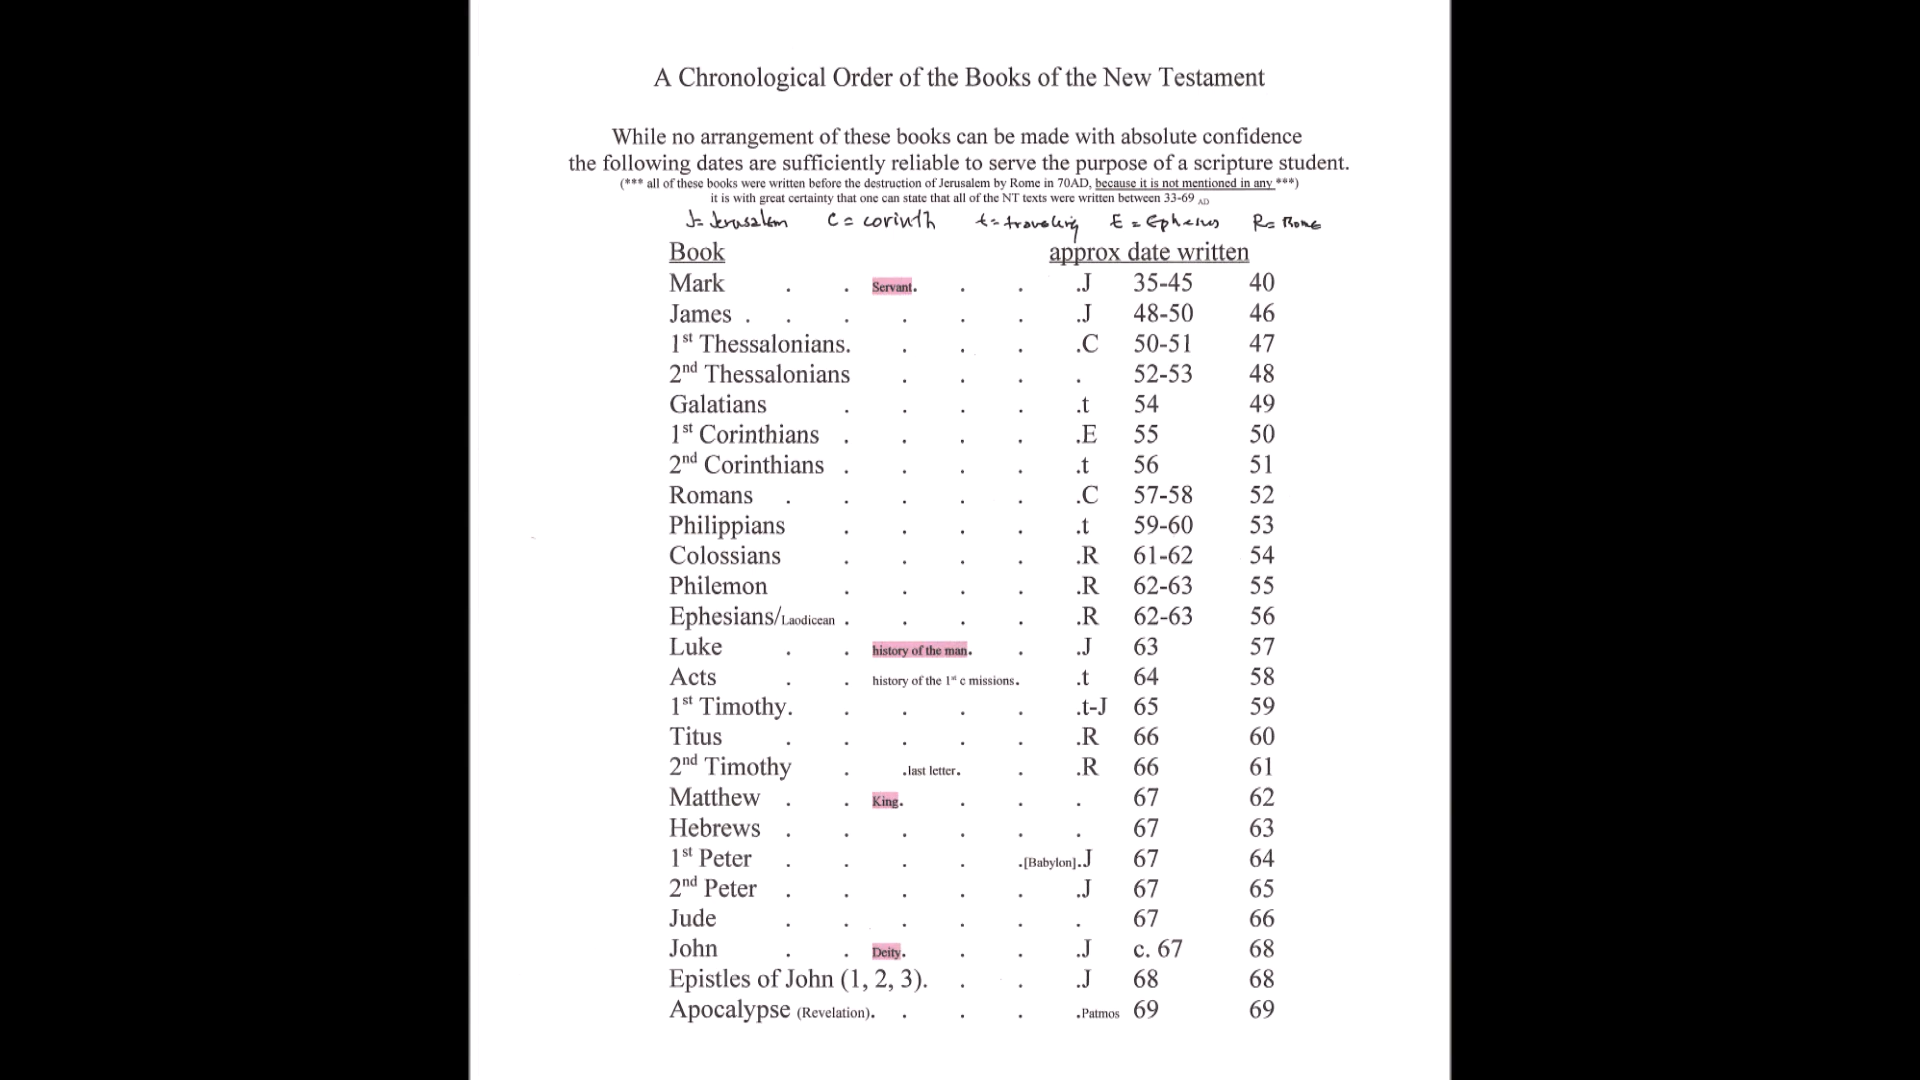 A Chronological Order of the Books of the New Testament
While no arrangement of these books can be made with absolute confidence
the following dates are sufficiently reliable to serve the purpose of a scripture student.
(*** all of these books were written before the destruction of Jerusalem by Rome in 70AD, because it is not mentioned in any ***)
it is with great certainty that one can state that all of the NT texts were written between 33-69 AD
J= Jerusalem C = corinth t= traveling E = Ephesus R= Rome
Book approx date written
Mark . . Servant. . . .J 35-45 40
James . . . . . . .J 48-50 46
1st Thessalonians. . . . .C 50-51 47
2nd Thessalonians . . . . 52-53 48
Galatians . . . . .t 54 49
1st Corinthians . . . . .E 55 50
2nd Corinthians . . . . .t 56 51
Romans . . . . . .C 57-58 52
Philippians . . . . .t 59-60 53
Colossians . . . . .R 61-62 54
Philemon . . . . .R 62-63 55
Ephesians/Laodicean . . . . .R 62-63 56
Luke . . history of the man. . .J 63 57
Acts . . history of the 1st c missions. .t 64 58
1st Timothy. . . . . .t-J 65 59
Titus . . . . . .R 66 60
2nd Timothy . .last letter. . .R 66 61
Matthew . . King. . . . 67 62
Hebrews . . . . . . 67 63
1st Peter . . . . .[Babylon].J 67 64
2nd Peter . . . . . .J 67 65
Jude . . . . . . 67 66
John . . Deity. . . .J c. 67 68
Epistles of John (1, 2, 3). . . .J 68 68
Apocalypse (Revelation). . . . .Patmos 69 69